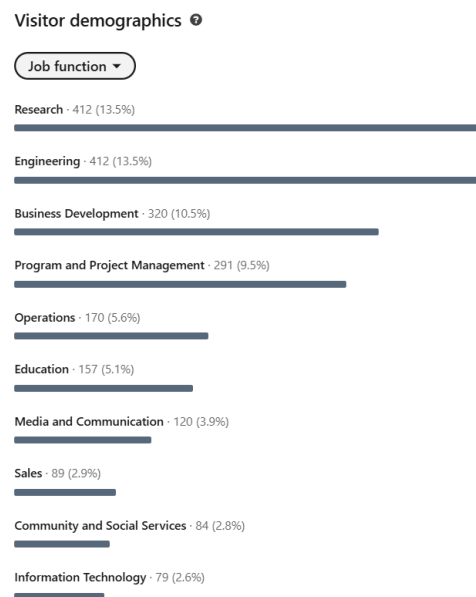 Visitor demographics ?
Job function
Research · 412 (13.5%)
Engineering · 412 (13.5%)
Business Development · 320 (10.5%)
Program and Project Management · 291 (9.5%)
Operations · 170 (5.6%)
Education · 157 (5.1%)
Media and Communication · 120 (3.9%)
Sales · 89 (2.9%)
Community and Social Services · 84 (2.8%)
Information Technology · 79 (2.6%)